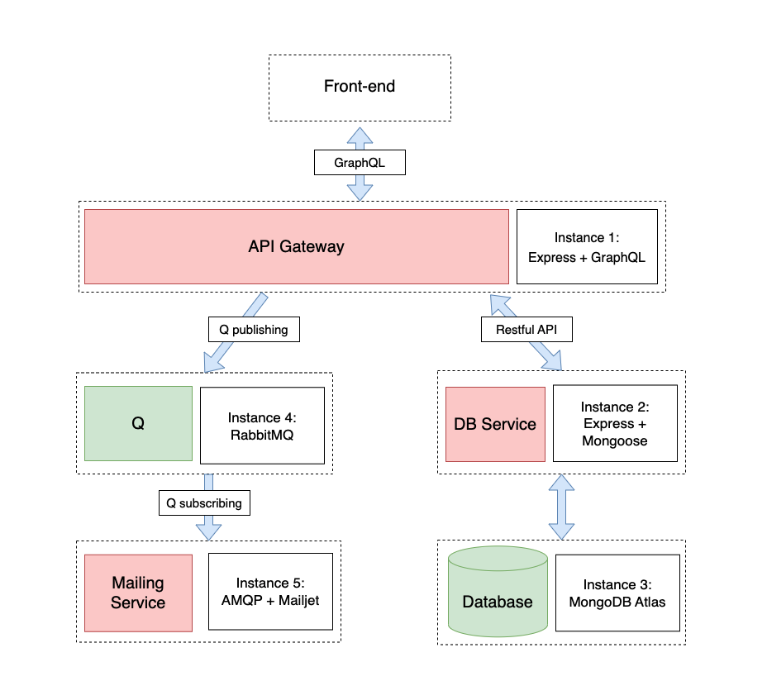 Front-end
GraphQL
API Gateway
Instance 1:
Express + GraphQL
Q publishing
Restful API
Q
Instance 4:
RabbitMQ
DB Service
Instance 2:
Express +
Mongoose
Q subscribing
Mailing
Service
Instance 5:
AMQP + Mailjet
Database
Instance 3:
MongoDB Atlas